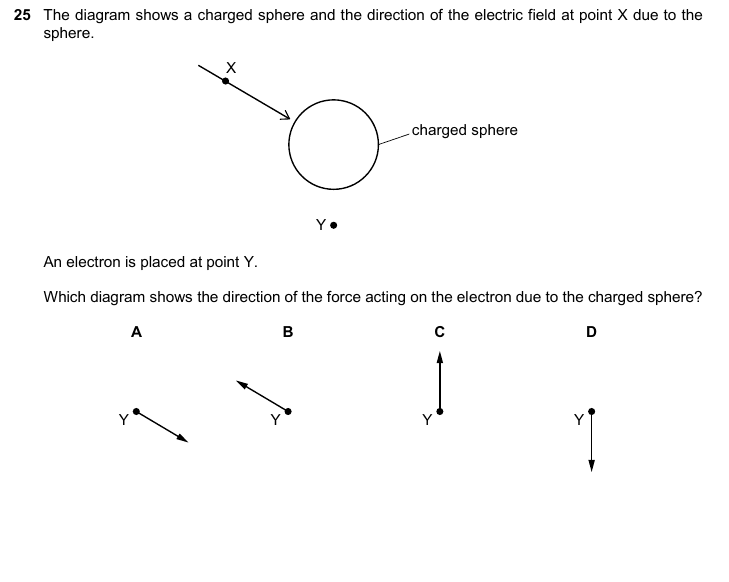 25 The diagram shows a charged sphere and the direction of the electric field at point X due to the
sphere.
X
charged sphere
Y
An electron is placed at point Y.
Which diagram shows the direction of the force acting on the electron due to the charged sphere?
A B C D
Y Y Y Y